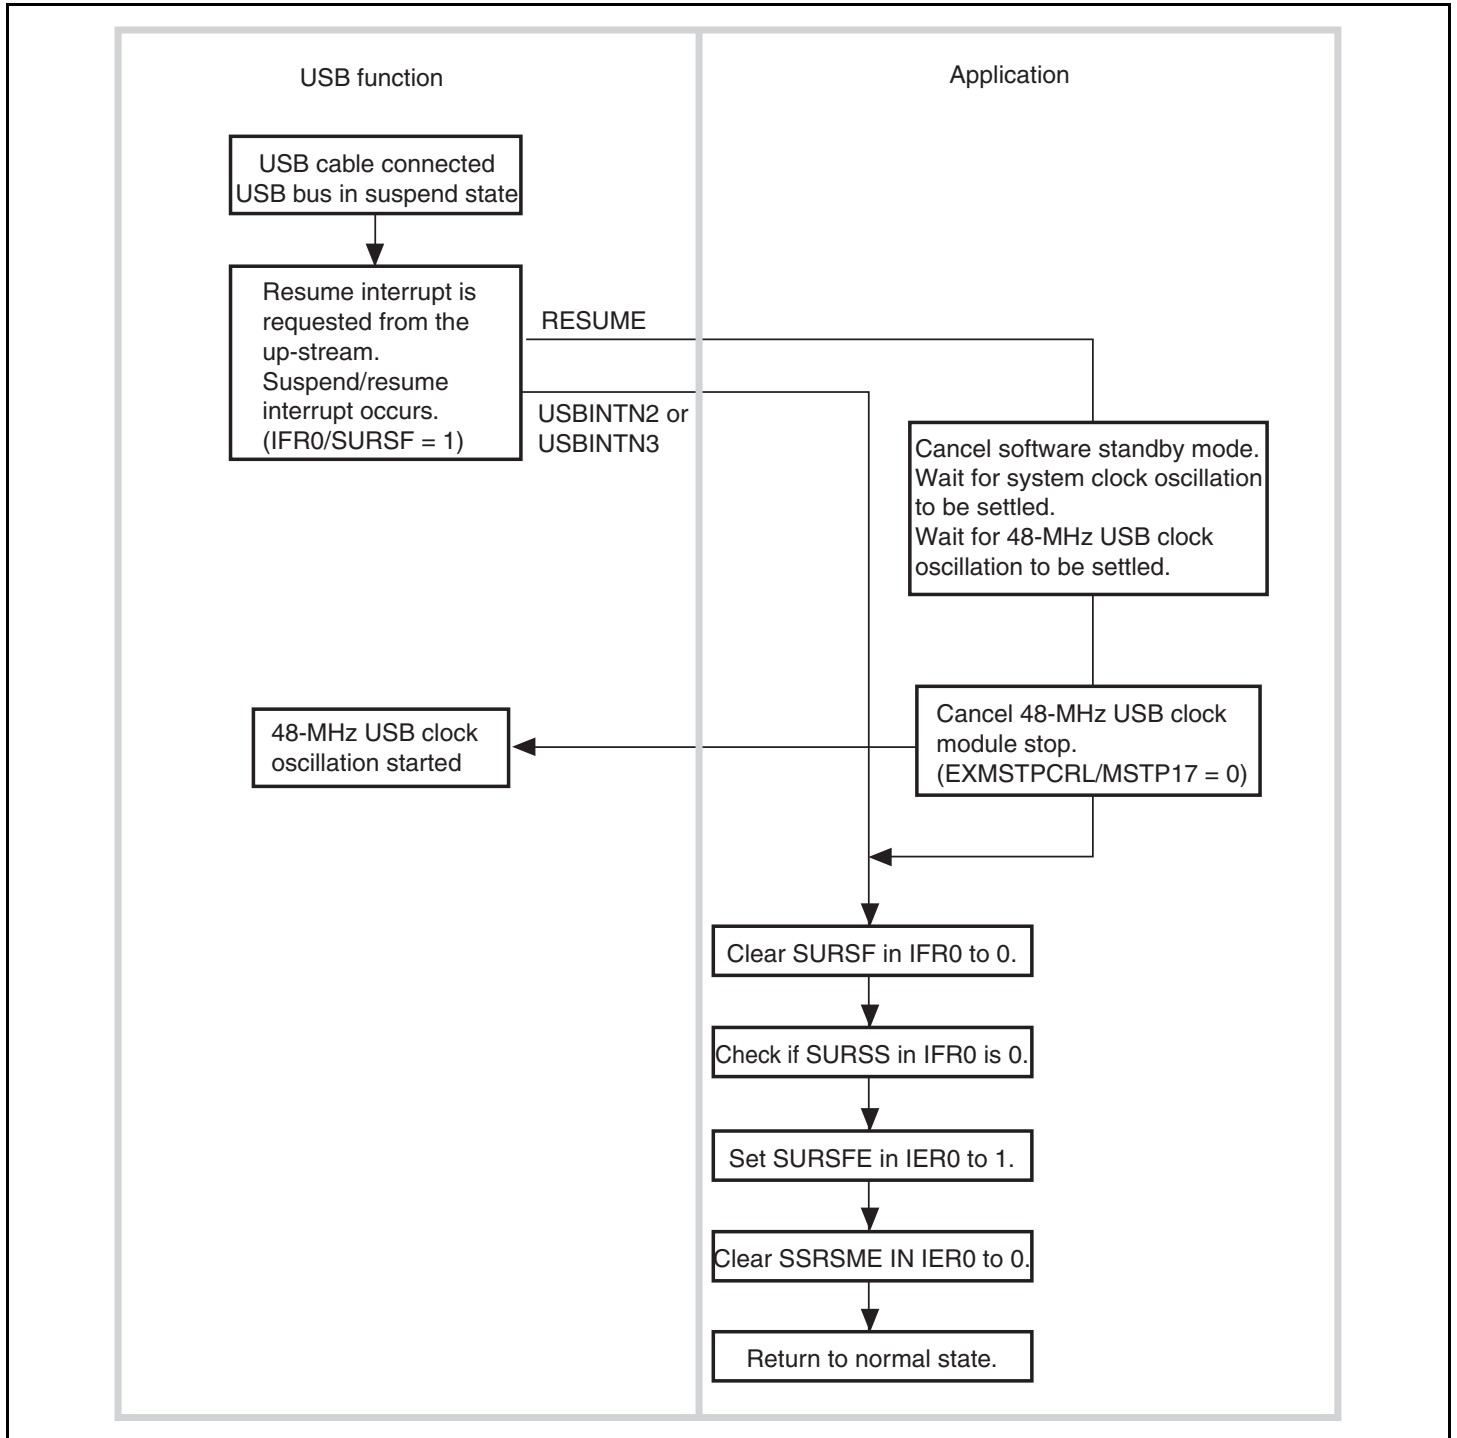 USB function
Application
USB cable connected
USB bus in suspend state
Resume interrupt is
requested from the
up-stream.
Suspend/resume
interrupt occurs.
(IFR0/SURSF = 1)
RESUME
USBINTN2 or
USBINTN3
Cancel software standby mode.
Wait for system clock oscillation
to be settled.
Wait for 48-MHz USB clock
oscillation to be settled.
48-MHz USB clock
oscillation started
Cancel 48-MHz USB clock
module stop.
(EXMSTPCRL/MSTP17 = 0)
Clear SURSF in IFR0 to 0.
Check if SURSS in IFR0 is 0.
Set SURSFE in IER0 to 1.
Clear SSRSME IN IER0 to 0.
Return to normal state.